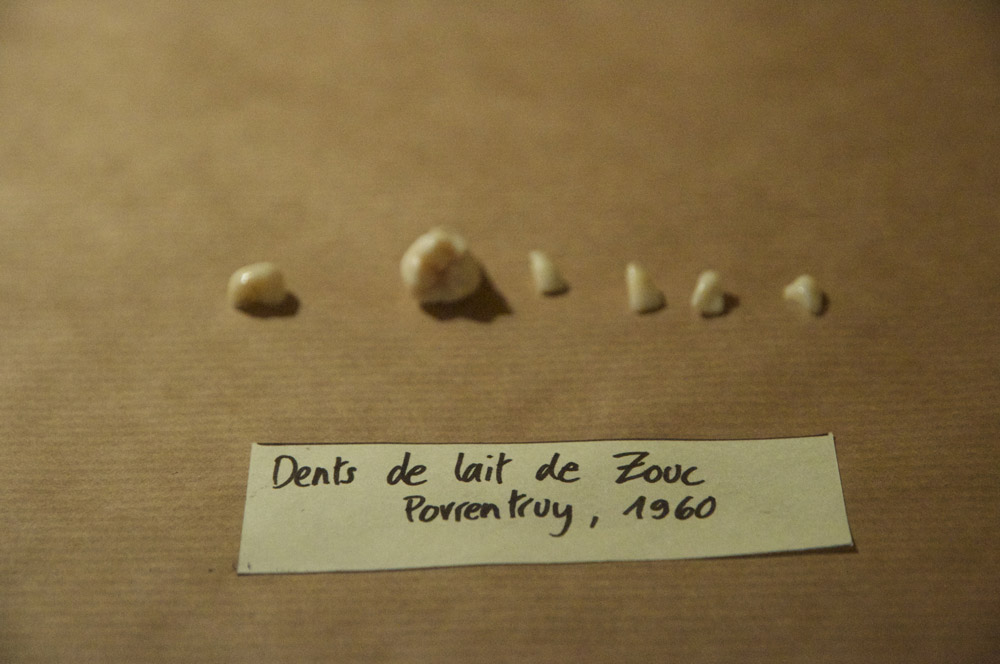 Dents de lait de Zouc
Porrentruy, 1960